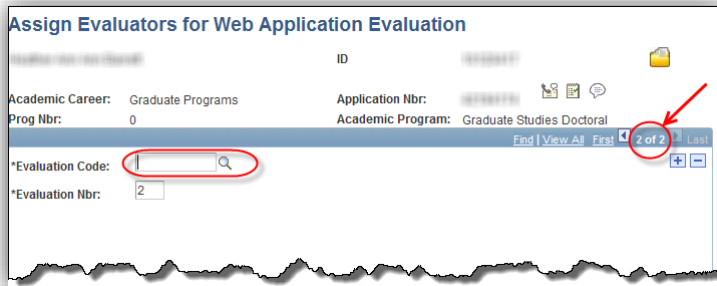 Assign Evaluators for Web Application Evaluation
ID
Academic Career: Graduate Programs Application Nbr:
Prog Nbr: 0 Academic Program: Graduate Studies Doctoral
Find | View All First 2 of 2 Last
*Evaluation Code:
*Evaluation Nbr: 2